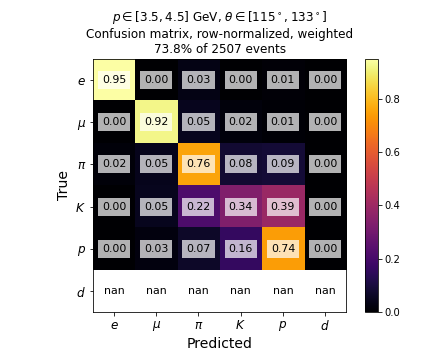 p ∈ [3.5, 4.5] GeV, θ ∈ [115°, 133°]
Confusion matrix, row-normalized, weighted
73.8% of 2507 events
e 0.95 0.00 0.03 0.00 0.01 0.00
μ 0.00 0.92 0.05 0.02 0.01 0.00
π 0.02 0.05 0.76 0.08 0.09 0.00
K 0.00 0.05 0.22 0.34 0.39 0.00
p 0.00 0.03 0.07 0.16 0.74 0.00
d nan nan nan nan nan nan
e μ π K p d
Predicted
True
0.8
0.6
0.4
0.2
0.0